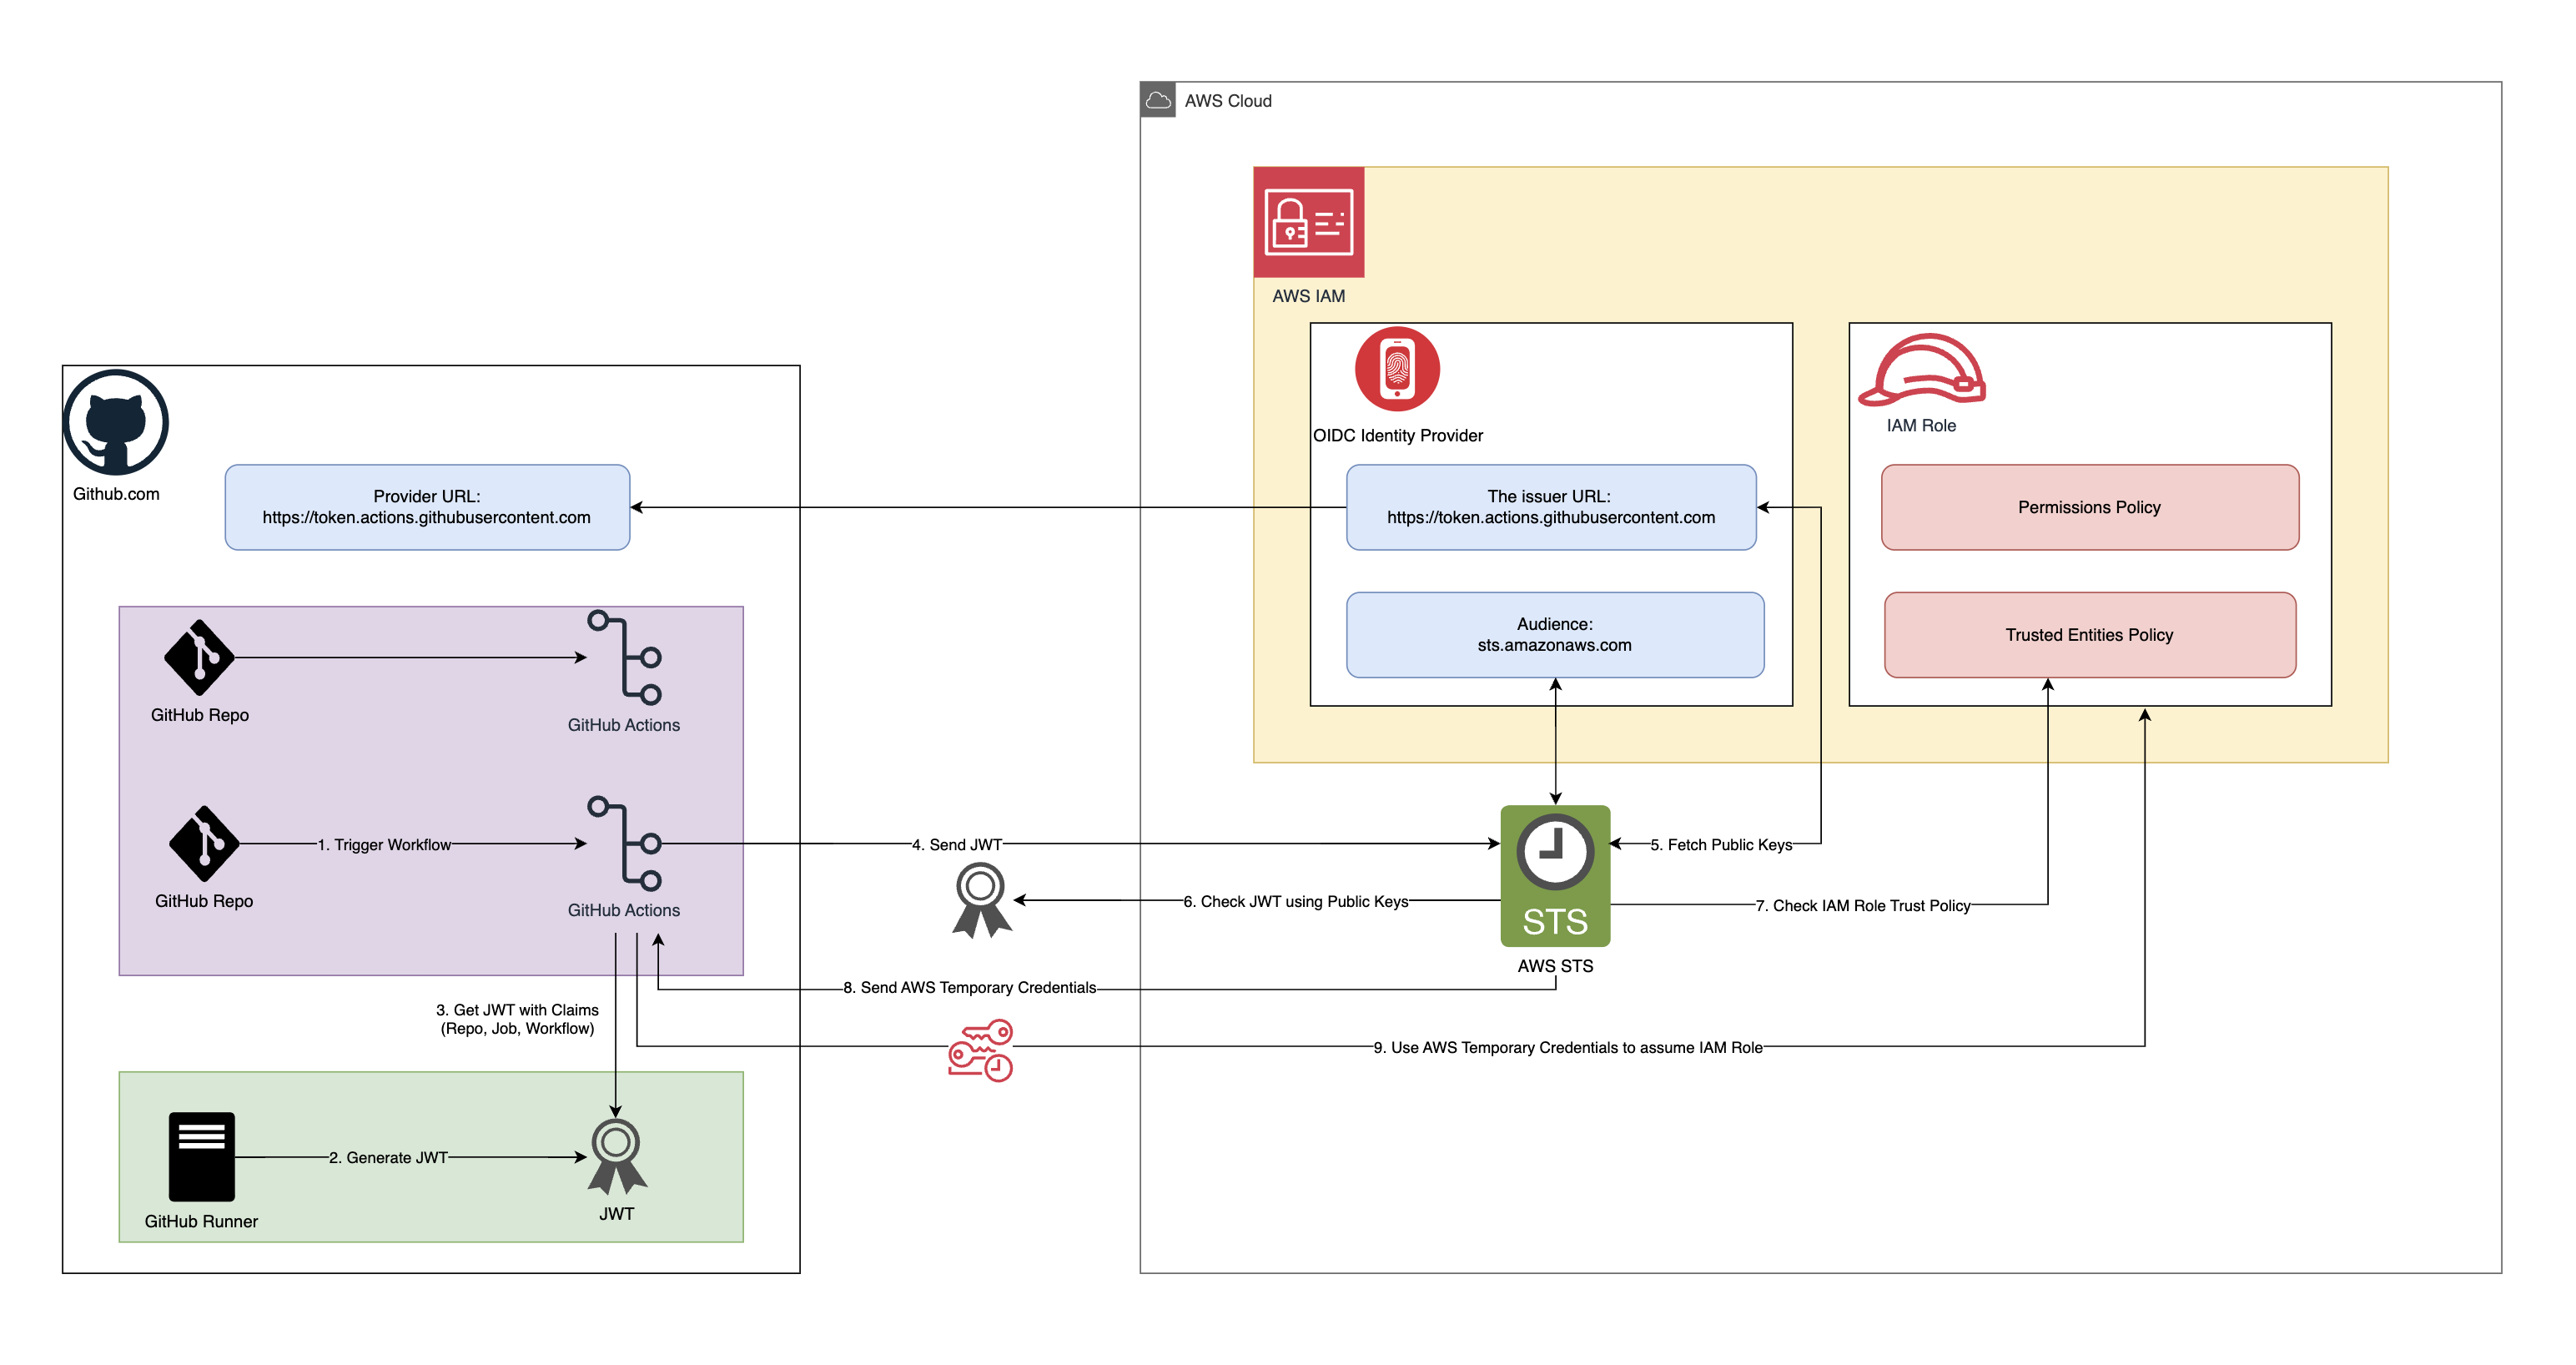 AWS Cloud
AWS IAM
OIDC Identity Provider
IAM Role
Github.com
Provider URL:
https://token.actions.githubusercontent.com
The issuer URL:
https://token.actions.githubusercontent.com
Permissions Policy
Audience:
sts.amazonaws.com
Trusted Entities Policy
GitHub Repo
GitHub Actions
1. Trigger Workflow
4. Send JWT
5. Fetch Public Keys
GitHub Repo
GitHub Actions
6. Check JWT using Public Keys
7. Check IAM Role Trust Policy
STS
AWS STS
8. Send AWS Temporary Credentials
3. Get JWT with Claims
(Repo, Job, Workflow)
9. Use AWS Temporary Credentials to assume IAM Role
2. Generate JWT
GitHub Runner
JWT